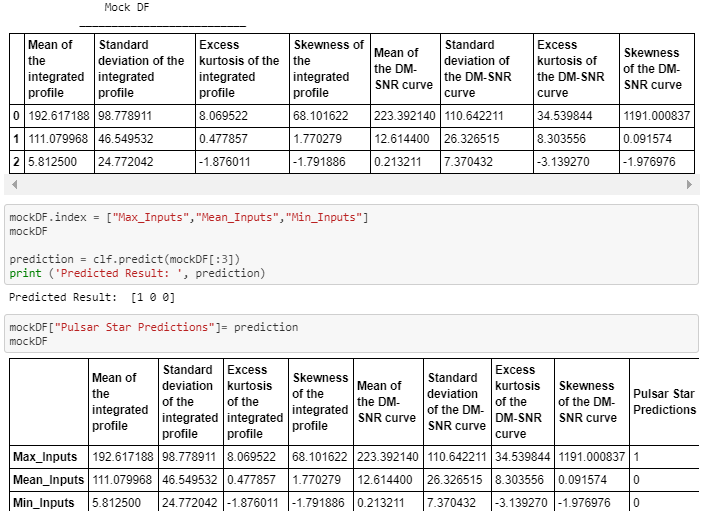 Mock DF
Mean of the integrated profile Standard deviation of the integrated profile Excess kurtosis of the integrated profile Skewness of the integrated profile Mean of the DM-SNR curve Standard deviation of the DM-SNR curve Excess kurtosis of the DM-SNR curve Skewness of the DM-SNR curve
0 192.617188 98.778911 8.069522 68.101622 223.392140 110.642211 34.539844 1191.000837
1 111.079968 46.549532 0.477857 1.770279 12.614400 26.326515 8.303556 0.091574
2 5.812500 24.772042 -1.876011 -1.791886 0.213211 7.370432 -3.139270 -1.976976
mockDF.index = ["Max_Inputs","Mean_Inputs","Min_Inputs"]
mockDF
prediction = clf.predict(mockDF[:3])
print ('Predicted Result: ', prediction)
Predicted Result:  [1 0 0]
mockDF["Pulsar Star Predictions"]= prediction
mockDF
Mean of the integrated profile Standard deviation of the integrated profile Excess kurtosis of the integrated profile Skewness of the integrated profile Mean of the DM-SNR curve Standard deviation of the DM-SNR curve Excess kurtosis of the DM-SNR curve Skewness of the DM-SNR curve Pulsar Star Predictions
Max_Inputs 192.617188 98.778911 8.069522 68.101622 223.392140 110.642211 34.539844 1191.000837 1
Mean_Inputs 111.079968 46.549532 0.477857 1.770279 12.614400 26.326515 8.303556 0.091574 0
Min_Inputs 5.812500 24.772042 -1.876011 -1.791886 0.213211 7.370432 -3.139270 -1.976976 0